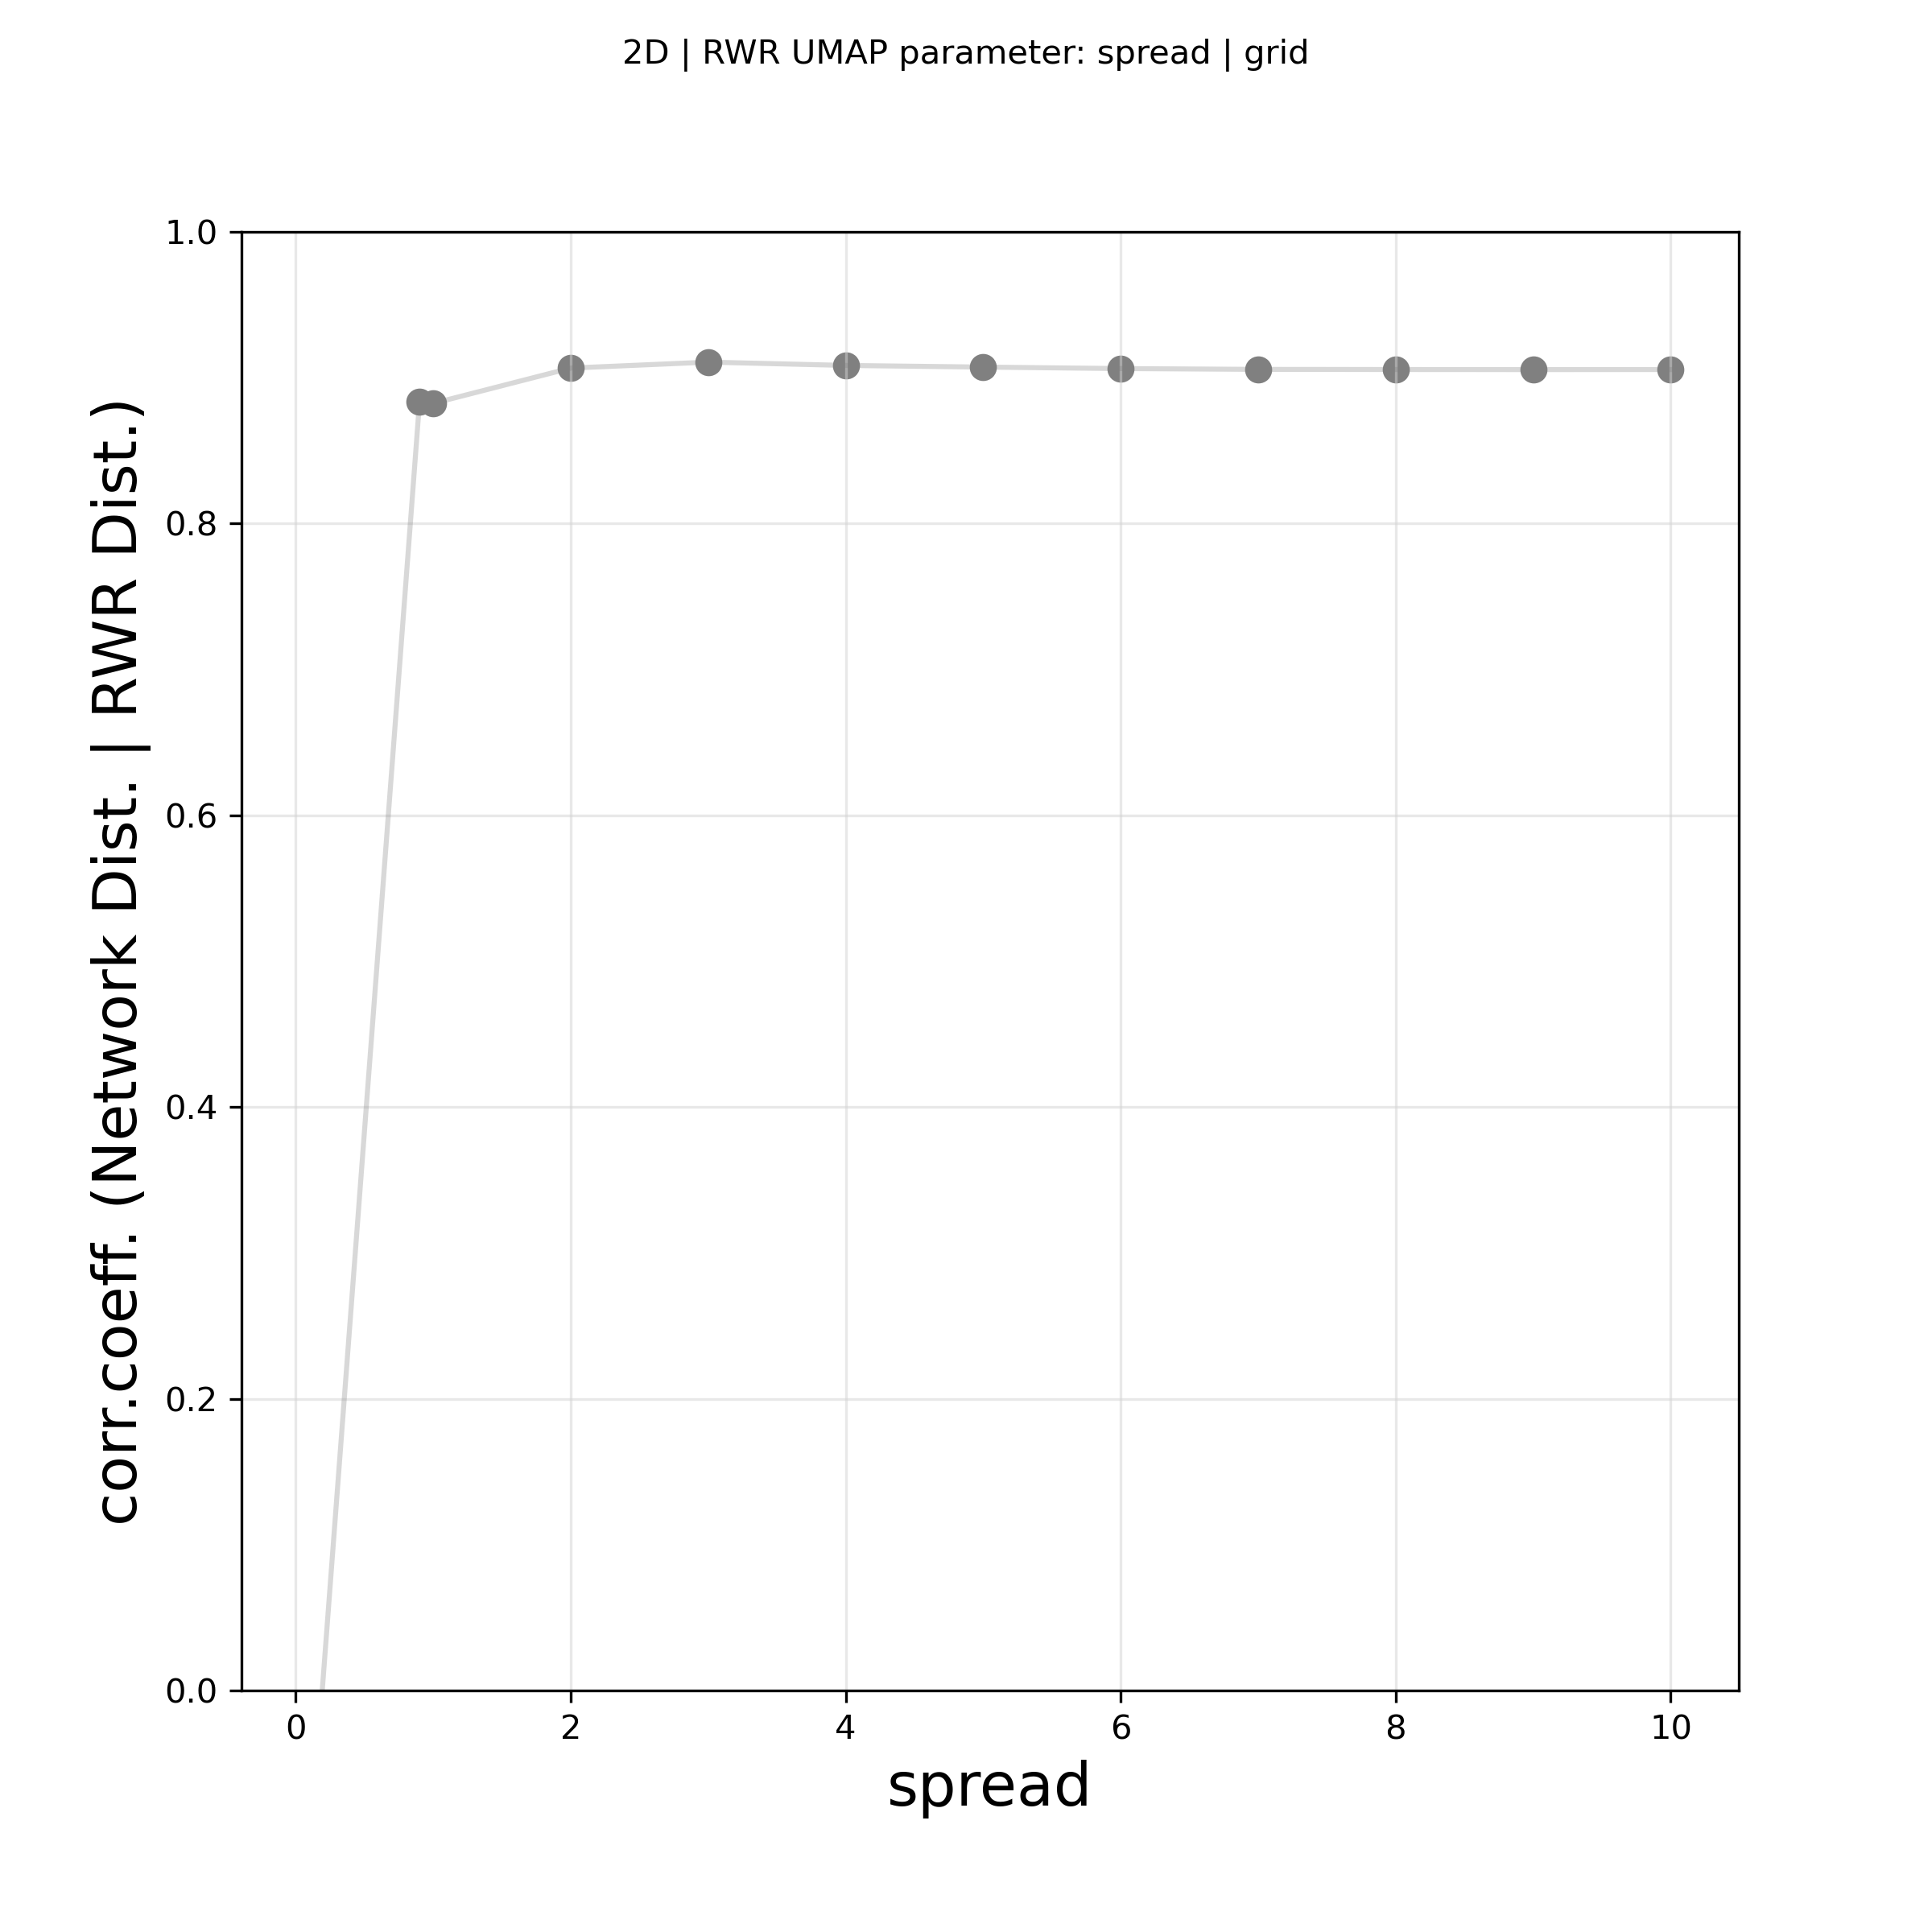 2D | RWR UMAP parameter: spread | grid
corr.coeff. (Network Dist. | RWR Dist.)
1.0
0.8
0.6
0.4
0.2
0.0
0 2 4 6 8 10
spread